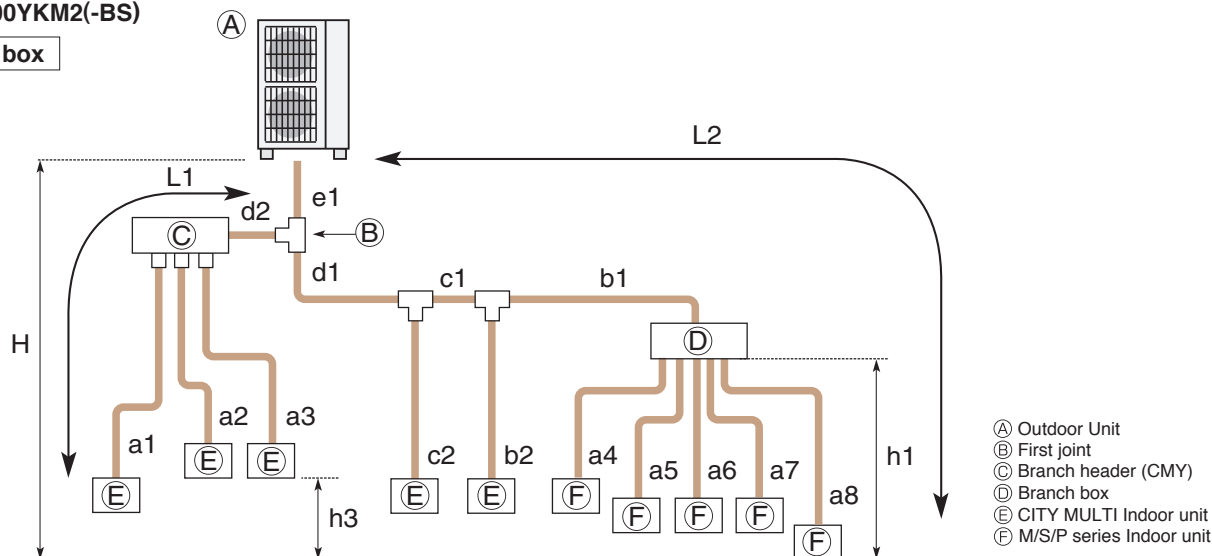 00YKM2(-BS)
box
Ⓐ
L2
L1
e1
d2
Ⓒ
Ⓑ
d1
c1
b1
H
Ⓓ
a1
a2
a3
c2
b2
a4
a5
a6
a7
a8
h1
h3
Ⓔ
Ⓔ
Ⓔ
Ⓔ
Ⓔ
Ⓕ
Ⓕ
Ⓕ
Ⓕ
Ⓕ
Ⓐ Outdoor Unit
Ⓑ First joint
Ⓒ Branch header (CMY)
Ⓓ Branch box
Ⓔ CITY MULTI Indoor unit
Ⓕ M/S/P series Indoor unit